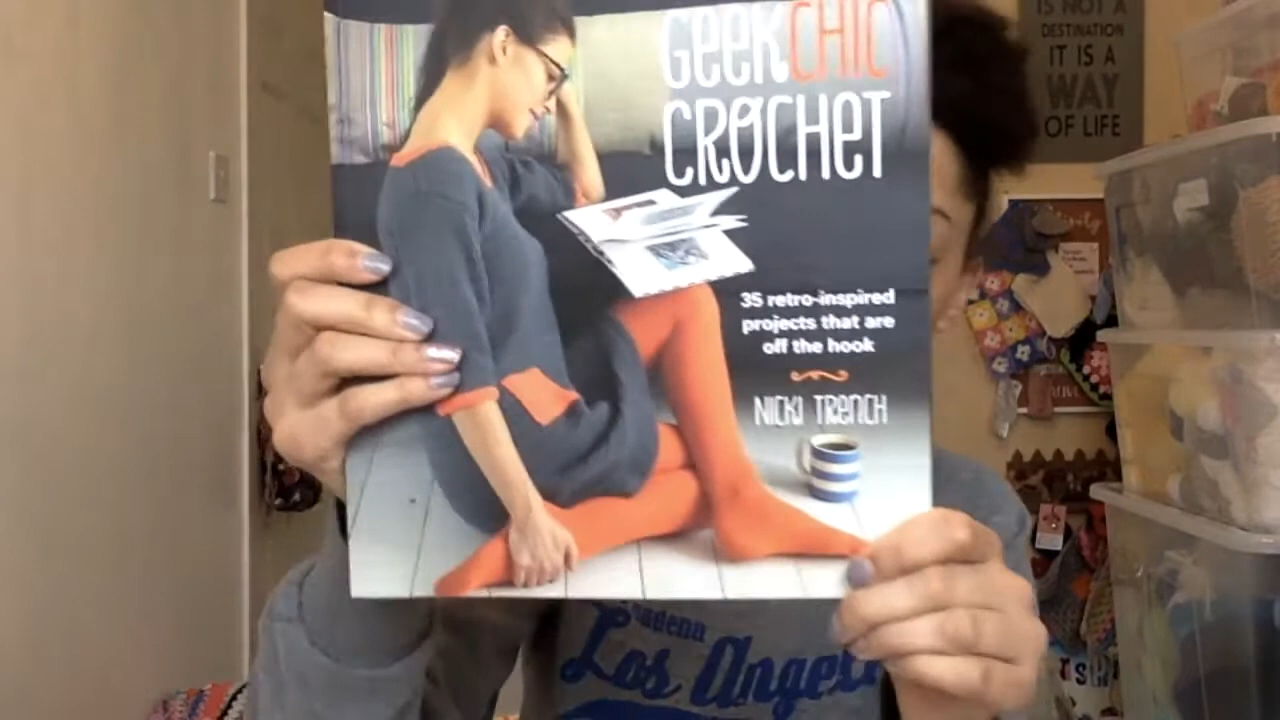 GEEK CHIC
CROCHET
35 retro-inspired
projects that are
off the hook
NICKI TRENCH
IS NOT A
DESTINATION
IT IS A
WAY
OF LIFE
Los Angeles